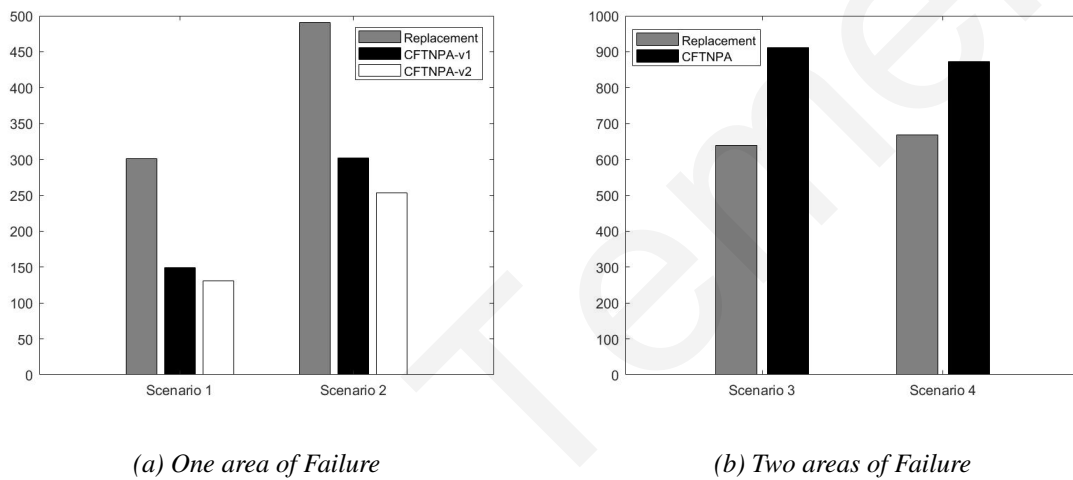 500
450
400
350
300
250
200
150
100
50
0
Replacement
CFTNPA-v1
CFTNPA-v2
Scenario 1
Scenario 2
(a) One area of Failure
1000
900
800
700
600
500
400
300
200
100
0
Replacement
CFTNPA
Scenario 3
Scenario 4
(b) Two areas of Failure